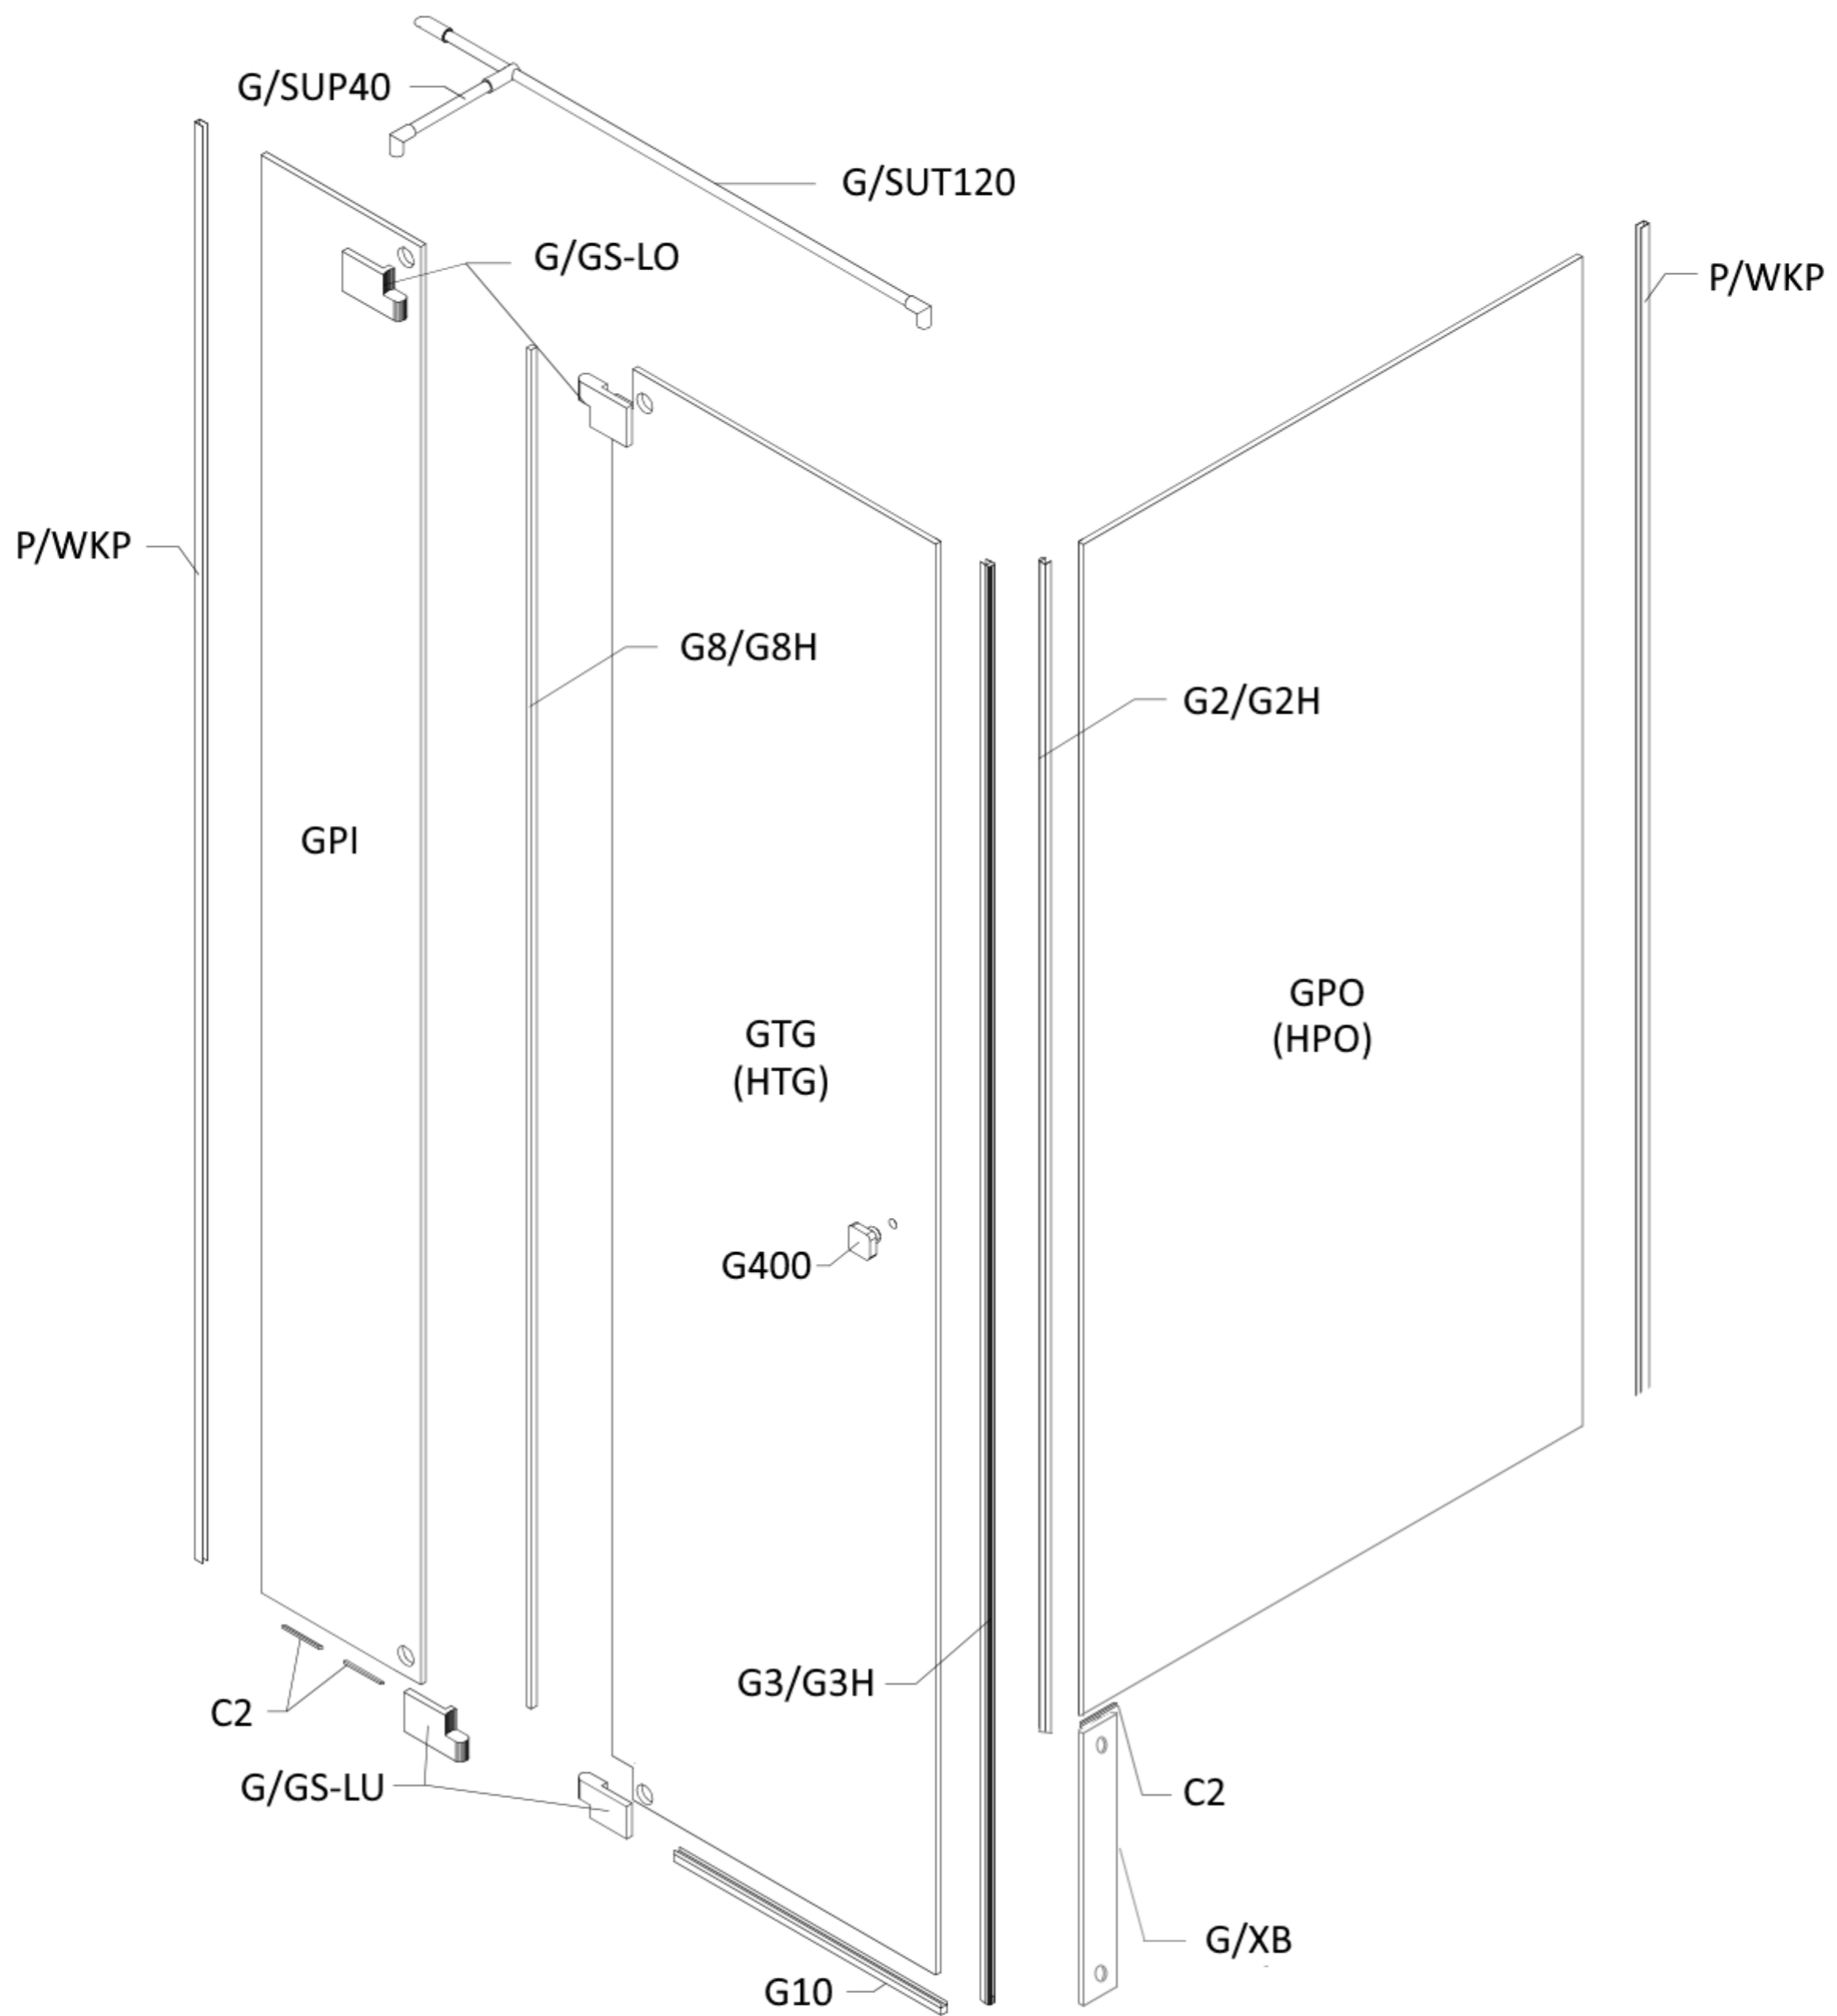 G/SUP40
G/SUT120
G/GS-LO
P/WKP
P/WKP
G8/G8H
G2/G2H
GPI
GPO
(HPO)
GTG
(HTG)
G400
G3/G3H
C2
G/GS-LU
C2
G/XB
G10